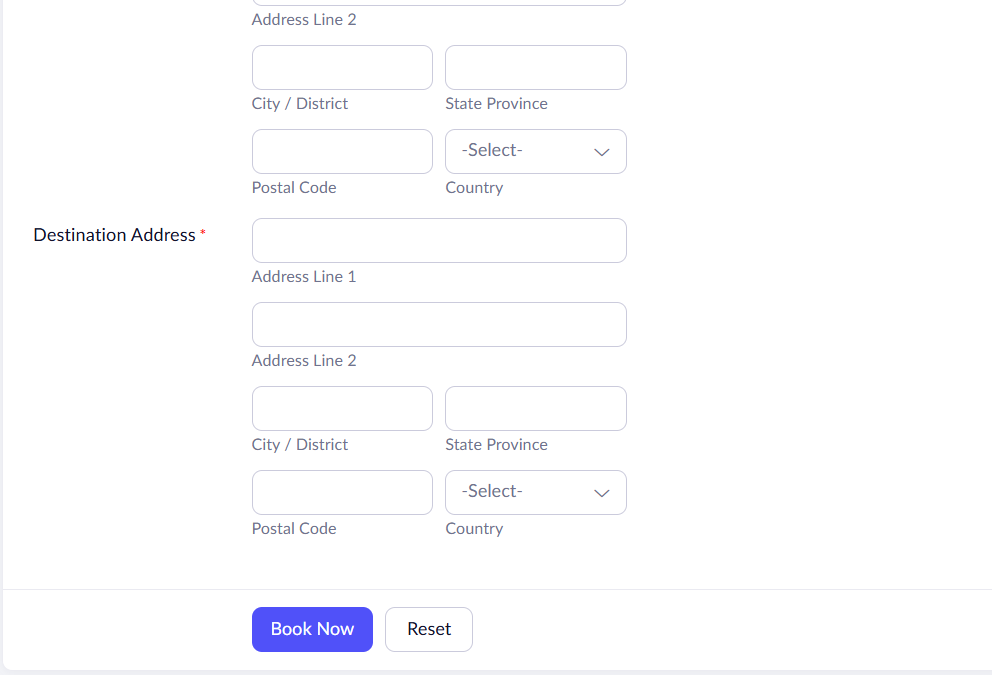 Address Line 2
City / District State Province
-Select-
Postal Code Country
Destination Address *
Address Line 1
Address Line 2
City / District State Province
-Select-
Postal Code Country
Book Now Reset